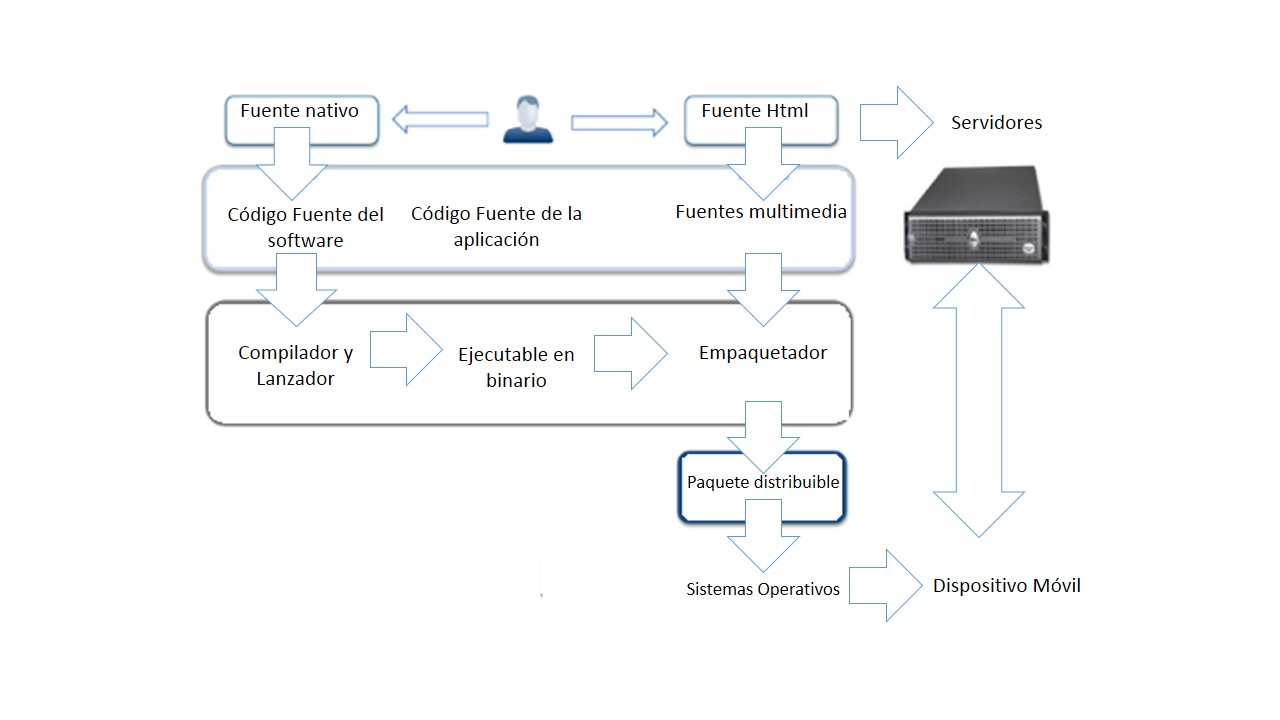 Fuente nativo
Fuente Html
Servidores
Código Fuente del
software
Código Fuente de la
aplicación
Fuentes multimedia
Compilador y
Lanzador
Ejecutable en
binario
Empaquetador
Paquete distribuible
Sistemas Operativos
Dispositivo Móvil